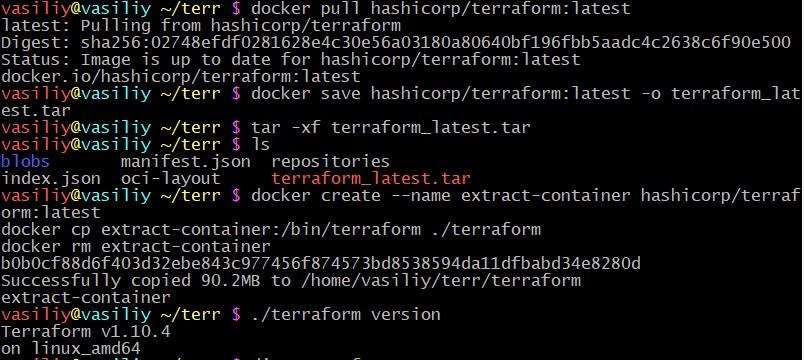 vasiliy@vasiliy ~/terr $ docker pull hashicorp/terraform:latest
latest: Pulling from hashicorp/terraform
Digest: sha256:02748efdf0281628e4c30e56a03180a80640bf196fbb5aadc4c2638c6f90e500
Status: Image is up to date for hashicorp/terraform:latest
docker.io/hashicorp/terraform:latest
vasiliy@vasiliy ~/terr $ docker save hashicorp/terraform:latest -o terraform_lat
est.tar
vasiliy@vasiliy ~/terr $ tar -xf terraform_latest.tar
vasiliy@vasiliy ~/terr $ ls
blobs manifest.json repositories
index.json oci-layout terraform_latest.tar
vasiliy@vasiliy ~/terr $ docker create --name extract-container hashicorp/terraf
orm:latest
docker cp extract-container:/bin/terraform ./terraform
docker rm extract-container
b0b0cf88d6f403d32ebe843c977456f874573bd8538594da11dfbabd34e8280d
Successfully copied 90.2MB to /home/vasiliy/terr/terraform
extract-container
vasiliy@vasiliy ~/terr $ ./terraform version
Terraform v1.10.4
on linux_amd64